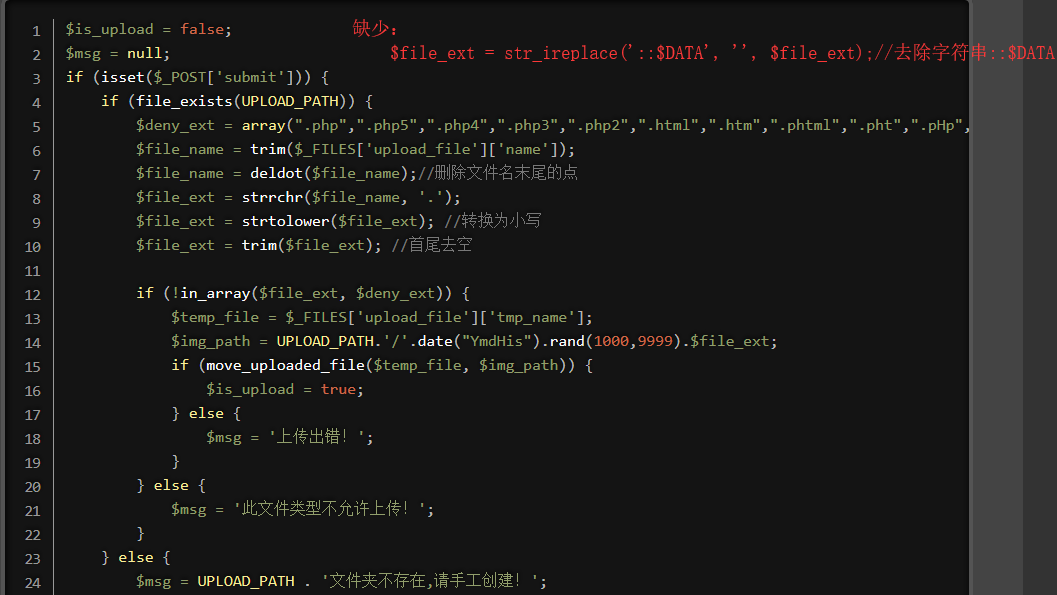 1 $is_upload = false; 缺少:
2 $msg = null; $file_ext = str_ireplace('::$DATA', '', $file_ext);//去除字符串::$DATA
3 if (isset($_POST['submit'])) {
4 if (file_exists(UPLOAD_PATH)) {
5 $deny_ext = array(".php",".php5",".php4",".php3",".php2",".html",".htm",".phtml",".pht",".pHp",
6 $file_name = trim($_FILES['upload_file']['name']);
7 $file_name = deldot($file_name);//删除文件名末尾的点
8 $file_ext = strrchr($file_name, '.');
9 $file_ext = strtolower($file_ext); //转换为小写
10 $file_ext = trim($file_ext); //首尾去空
11
12 if (!in_array($file_ext, $deny_ext)) {
13 $temp_file = $_FILES['upload_file']['tmp_name'];
14 $img_path = UPLOAD_PATH.'/'.date("YmdHis").rand(1000,9999).$file_ext;
15 if (move_uploaded_file($temp_file, $img_path)) {
16 $is_upload = true;
17 } else {
18 $msg = '上传出错！';
19 }
20 } else {
21 $msg = '此文件类型不允许上传！';
22 }
23 } else {
24 $msg = UPLOAD_PATH . '文件夹不存在,请手工创建！';